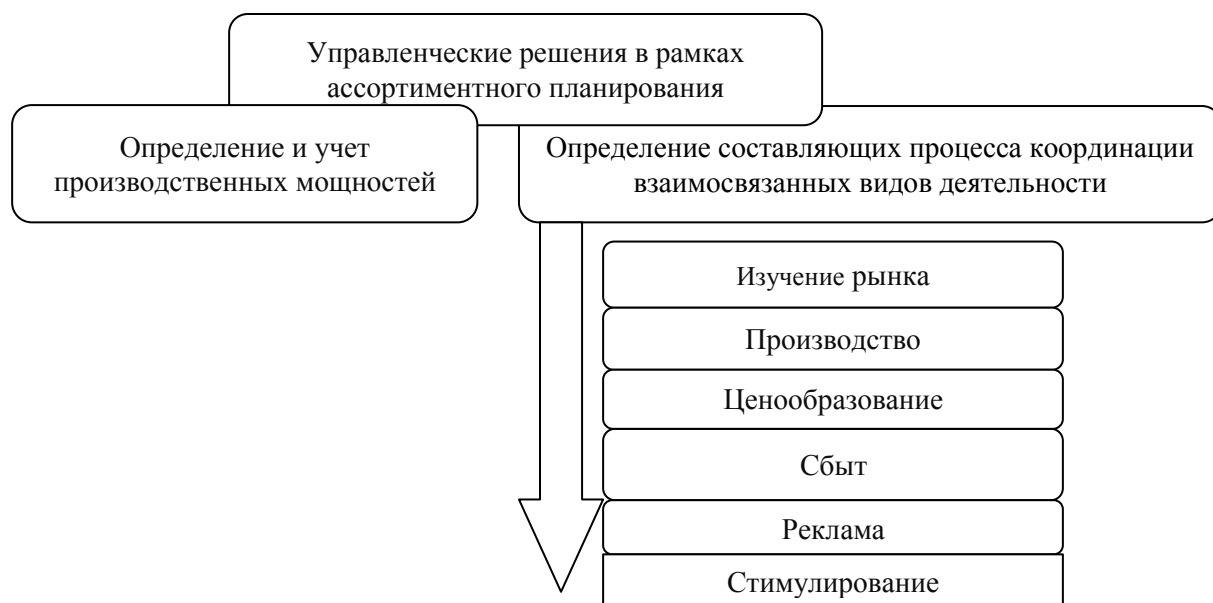 Управленческие решения в рамках
ассортиментного планирования
Определение и учет
производственных мощностей
Определение составляющих процесса координации
взаимосвязанных видов деятельности
Изучение рынка
Производство
Ценообразование
Сбыт
Реклама
Стимулирование